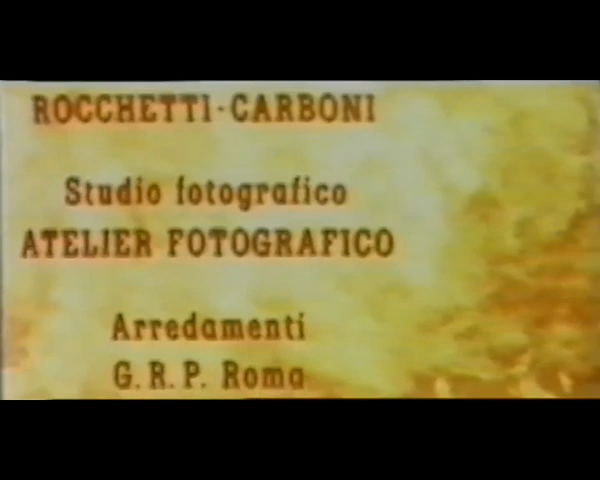 ROCCHETTI-CARBONI
Studio fotografico
ATELIER FOTOGRAFICO
Arredamenti
G.R.P. Roma